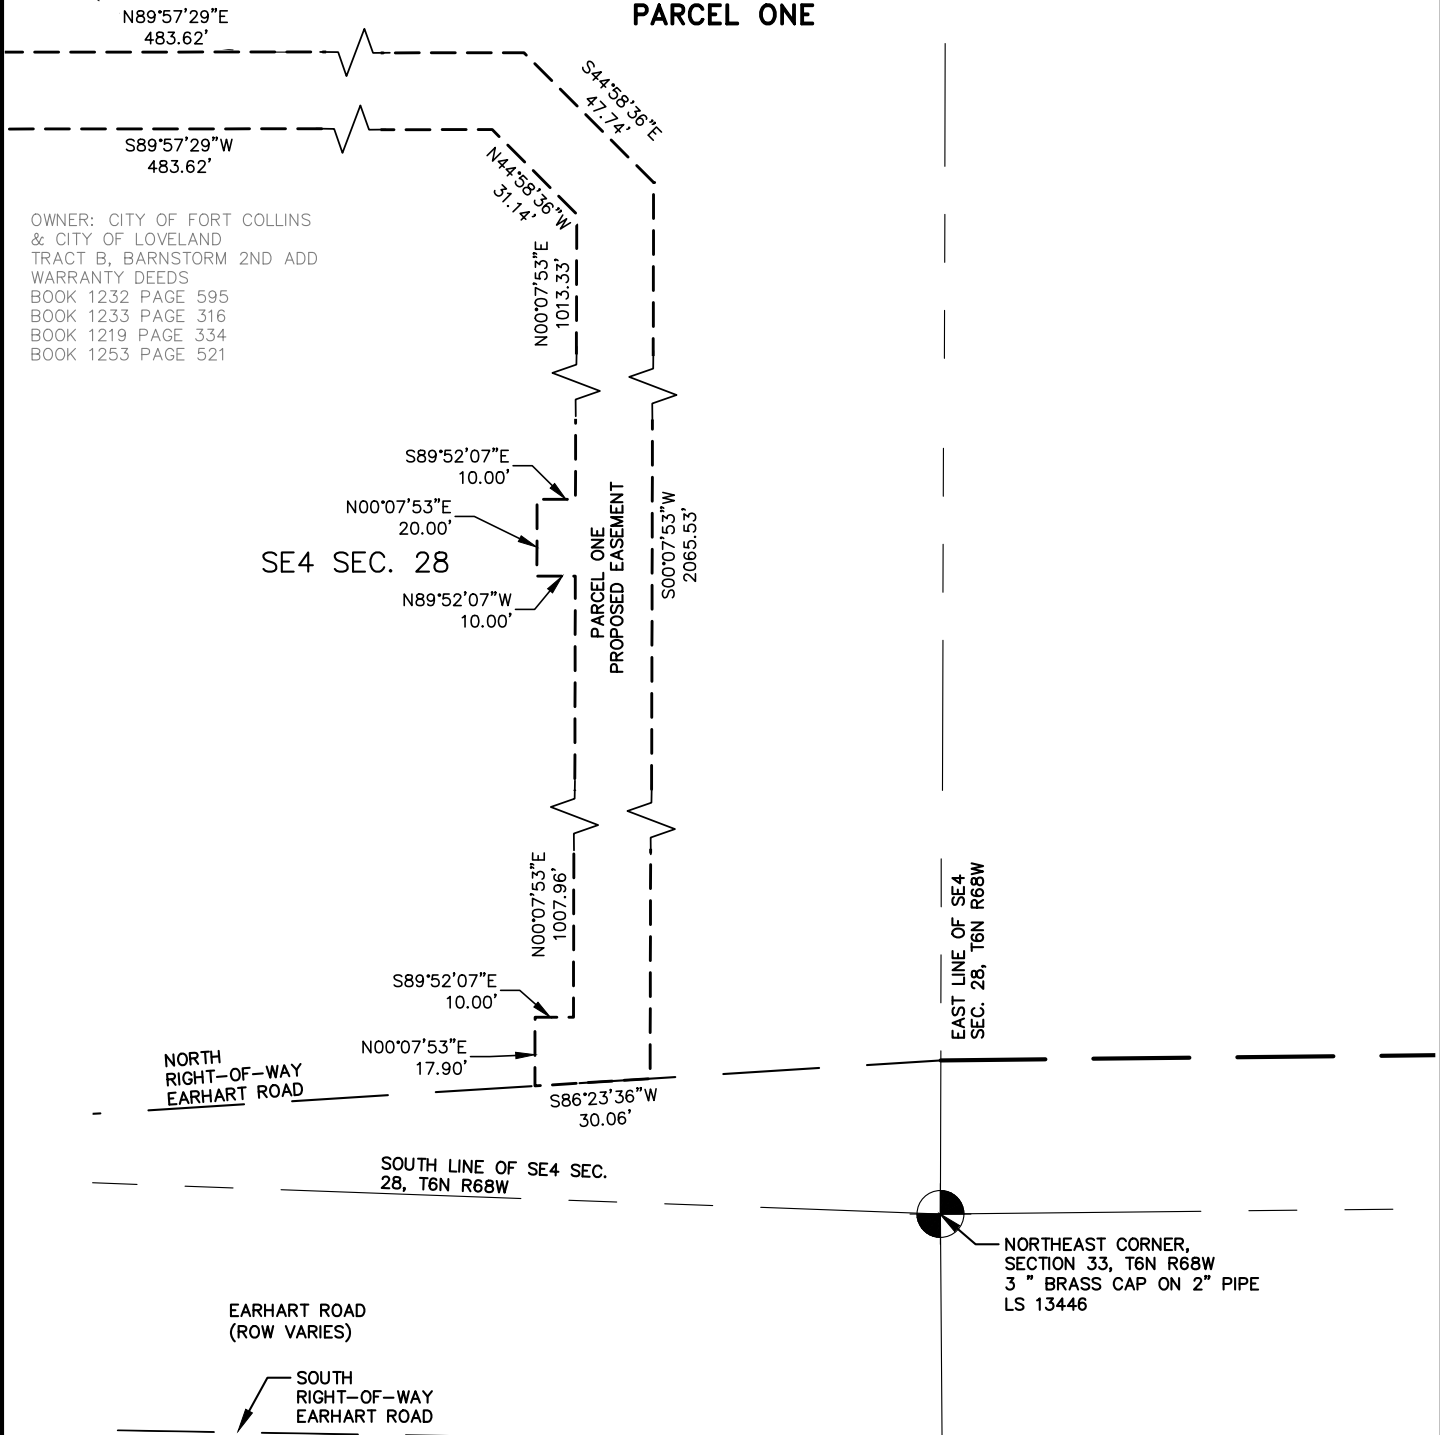 PARCEL ONE
N89°57'29"E
483.62'
S44°58'36"E
47.74'
S89°57'29"W
483.62'
N44°58'36"W
31.14'
OWNER: CITY OF FORT COLLINS
& CITY OF LOVELAND
TRACT B, BARNSTORM 2ND ADD
WARRANTY DEEDS
BOOK 1232 PAGE 595
BOOK 1233 PAGE 316
BOOK 1219 PAGE 334
BOOK 1253 PAGE 521
N00°07'53"E
1013.33'
S89°52'07"E
10.00'
N00°07'53"E
20.00'
SE4 SEC. 28
N89°52'07"W
10.00'
PARCEL ONE
PROPOSED EASEMENT
S00°07'53"W
2065.53'
N00°07'53"E
1007.96'
EAST LINE OF SE4
SEC. 28, T6N R68W
S89°52'07"E
10.00'
N00°07'53"E
17.90'
NORTH
RIGHT-OF-WAY
EARHART ROAD
S86°23'36"W
30.06'
SOUTH LINE OF SE4 SEC.
28, T6N R68W
NORTHEAST CORNER,
SECTION 33, T6N R68W
3 " BRASS CAP ON 2" PIPE
LS 13446
EARHART ROAD
(ROW VARIES)
SOUTH
RIGHT-OF-WAY
EARHART ROAD